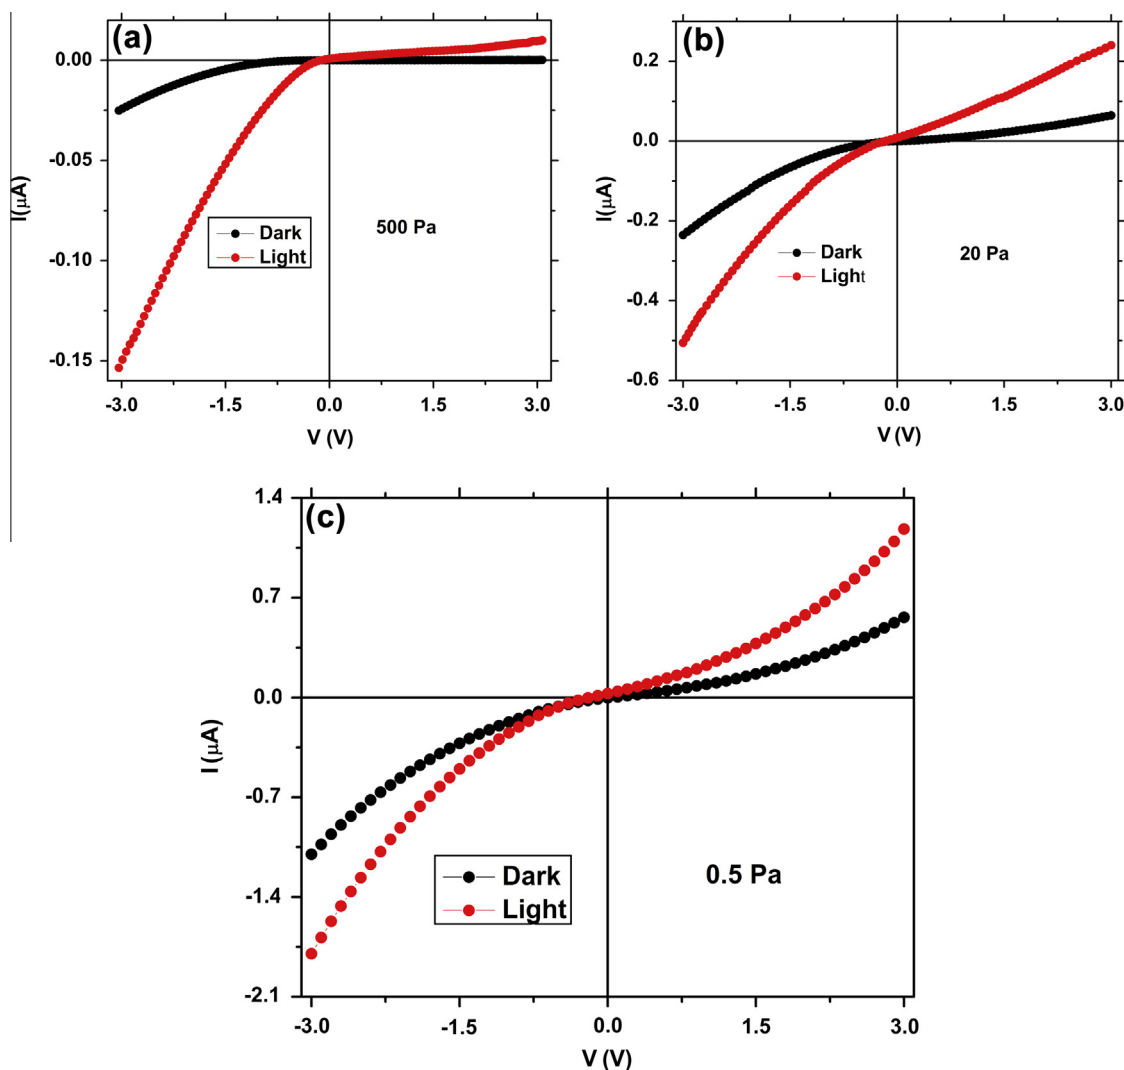 (a)
0.00
-0.05
-0.10
-0.15
I(μA)
Dark
Light
500 Pa
-3.0 -1.5 0.0 1.5 3.0
V (V)
(b)
0.2
0.0
-0.2
-0.4
-0.6
I(μA)
Dark
Light
20 Pa
-3.0 -1.5 0.0 1.5 3.0
V (V)
(c)
1.4
0.7
0.0
-0.7
-1.4
-2.1
I (μA)
Dark
Light
0.5 Pa
-3.0 -1.5 0.0 1.5 3.0
V (V)